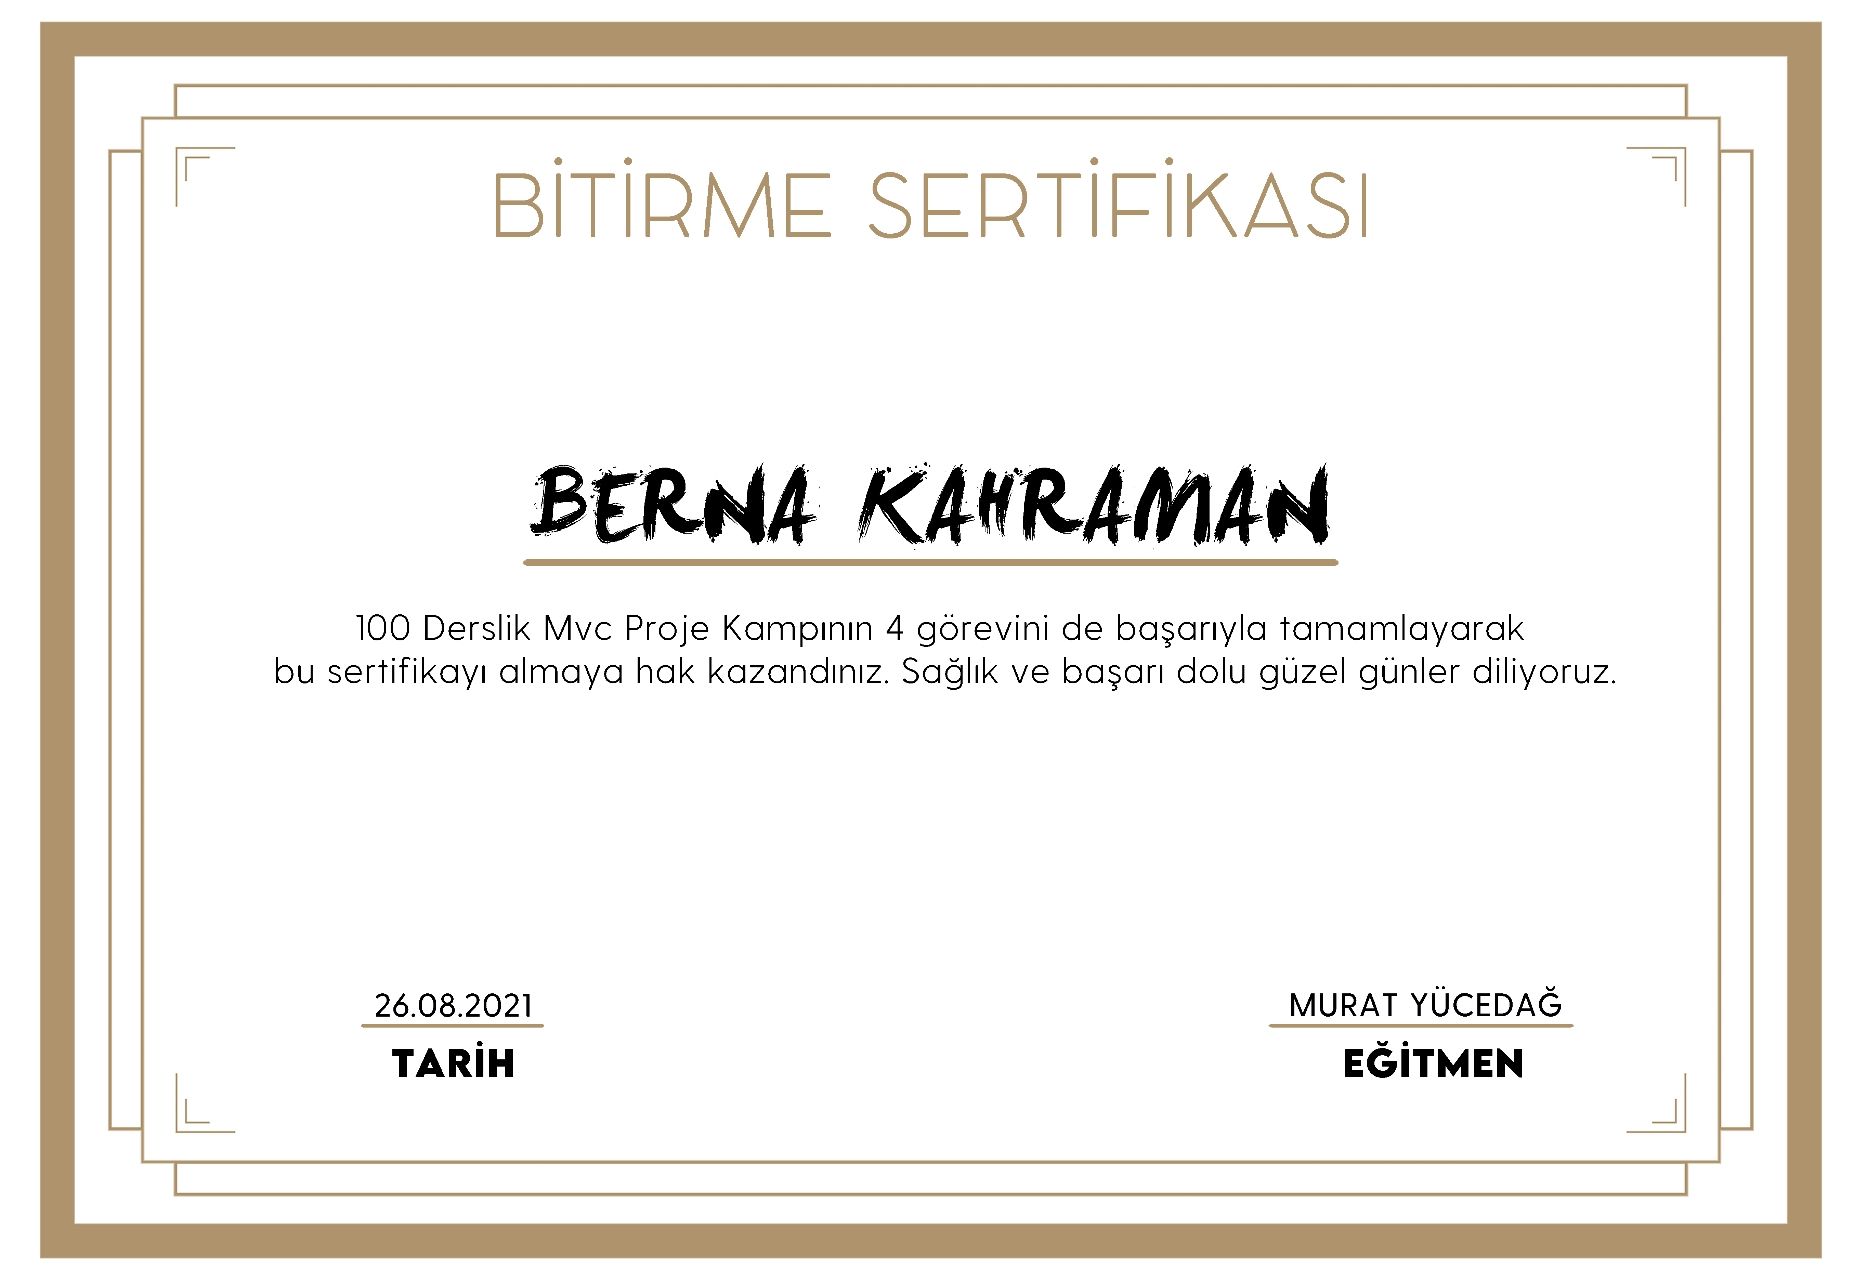 BİTİRME SERTİFİKASI
BERNA KAHRAMAN
100 Derslik Mvc Proje Kampının 4 görevini de başarıyla tamamlayarak
bu sertifikayı almaya hak kazandınız. Sağlık ve başarı dolu güzel günler diliyoruz.
26.08.2021
MURAT YÜCEDAĞ
TARİH
EĞİTMEN